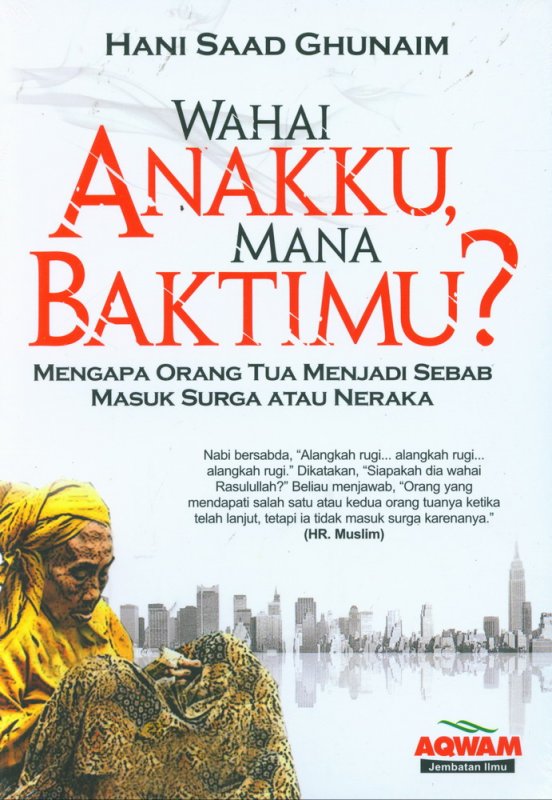 HANI SAAD GHUNAIM
WAHAI
ANAKKU,
MANA
BAKTIMU?
MENGAPA ORANG TUA MENJADI SEBAB
MASUK SURGA ATAU NERAKA
Nabi bersabda, “Alangkah rugi... alangkah rugi...
alangkah rugi.” Dikatakan, “Siapakah dia wahai
Rasulullah?” Beliau menjawab, “Orang yang
mendapati salah satu atau kedua orang tuanya ketika
telah lanjut, tetapi ia tidak masuk surga karenanya.”
(HR. Muslim)
AQWAM
Jembatan Ilmu